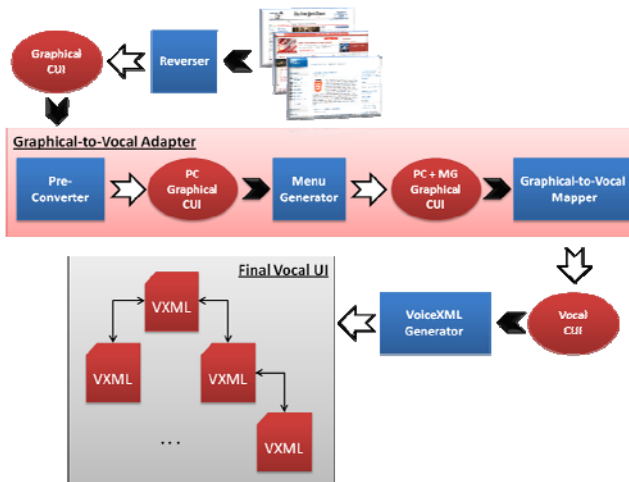 Graphical
CUI
Reverser
Graphical-to-Vocal Adapter
Pre-
Converter
PC
Graphical
CUI
Menu
Generator
PC + MG
Graphical
CUI
Graphical-to-Vocal
Mapper
Final Vocal UI
VXML
VXML
VXML
VXML
...
VoiceXML
Generator
Vocal
CUI